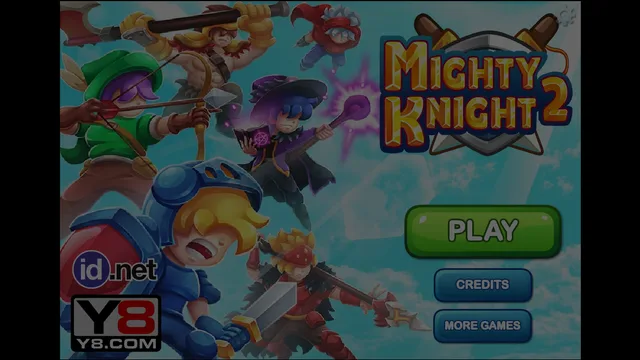 MIGHTY
KNIGHT 2
PLAY
id.net
CREDITS
Y8
Y8.COM
MORE GAMES